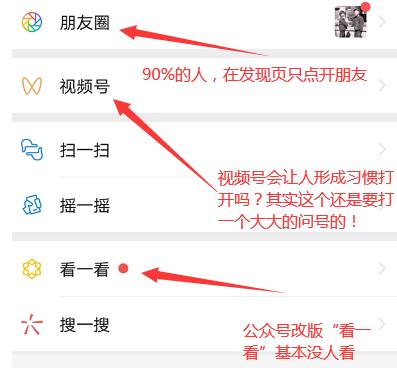 朋友圈
90%的人，在发现页只点开朋友
视频号
扫一扫
视频号会让人形成习惯打
开吗？其实这个还是要打
一个大大的问号的！
摇一摇
看一看
公众号改版“看一
看”基本没人看
搜一搜